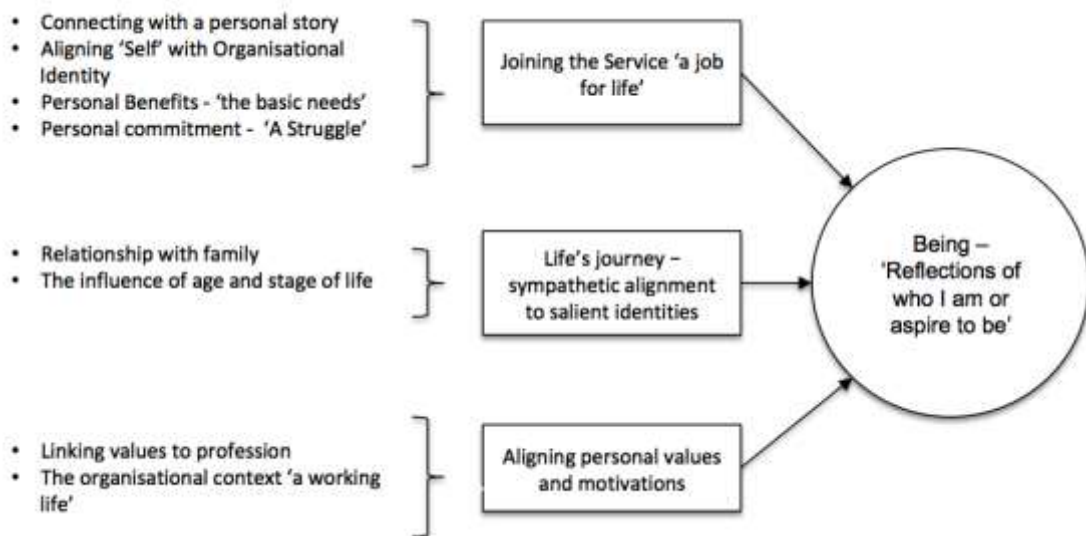 • Connecting with a personal story
• Aligning ‘Self’ with Organisational
Identity
• Personal Benefits - ‘the basic needs’
• Personal commitment - ‘A Struggle’
Joining the Service ‘a job
for life’
• Relationship with family
• The influence of age and stage of life
Life’s journey –
sympathetic alignment
to salient identities
• Linking values to profession
• The organisational context ‘a working
life’
Aligning personal values
and motivations
Being –
‘Reflections of
who I am or
aspire to be’